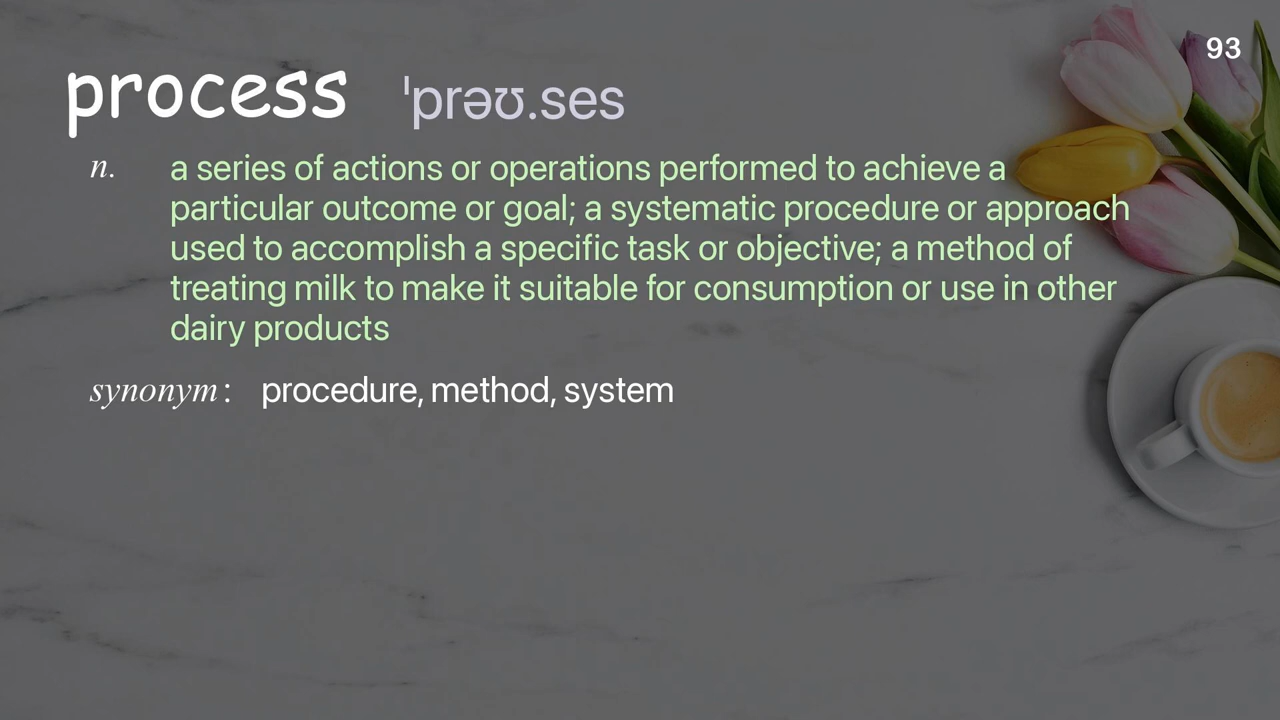 93
process ˈprəʊ.ses
n. a series of actions or operations performed to achieve a
particular outcome or goal; a systematic procedure or approach
used to accomplish a specific task or objective; a method of
treating milk to make it suitable for consumption or use in other
dairy products
synonym: procedure, method, system